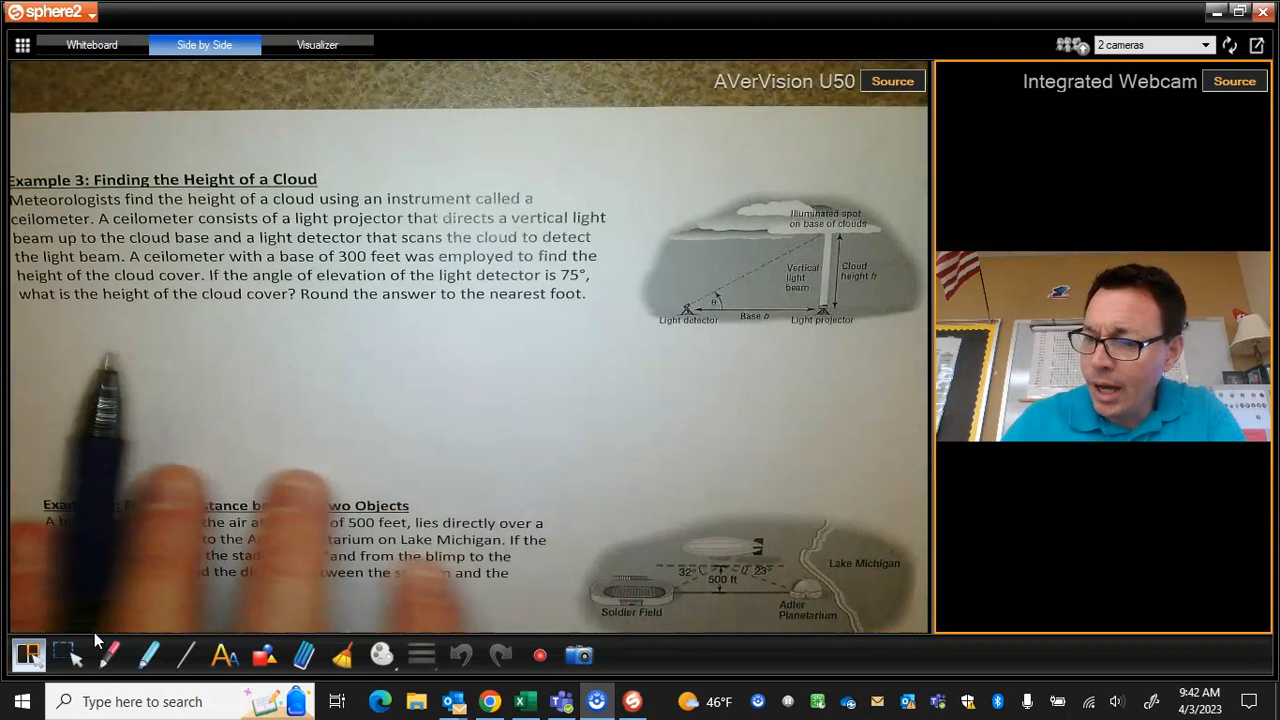 sphere2
Whiteboard
Side by Side
Visualizer
2 cameras
AVerVision U50
Source
Integrated Webcam
Source
Example 3: Finding the Height of a Cloud
Meteorologists find the height of a cloud using an instrument called a
ceilometer. A ceilometer consists of a light projector that directs a vertical light
beam up to the cloud base and a light detector that scans the cloud to detect
the light beam. A ceilometer with a base of 300 feet was employed to find the
height of the cloud cover. If the angle of elevation of the light detector is 75°,
what is the height of the cloud cover? Round the answer to the nearest foot.
Illuminated spot
on base of clouds
Vertical
light
beam
Cloud
height h
θ
Base b
Light detector
Light projector
two Objects
the air of 500 feet, lies directly over a
to the on Lake Michigan. If the
the and from the blimp to the
the between the and the
32°
23°
500 ft
Lake Michigan
Soldier Field
Adler
Planetarium
Type here to search
46°F
9:42 AM
4/3/2023